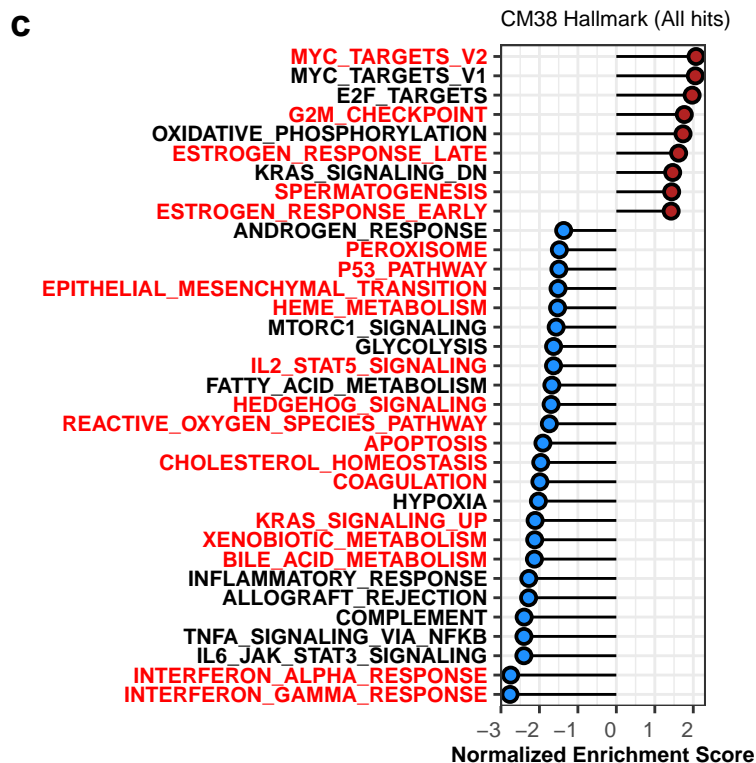 c
CM38 Hallmark (All hits)
MYC_TARGETS_V2
MYC_TARGETS_V1
E2F_TARGETS
G2M_CHECKPOINT
OXIDATIVE_PHOSPHORYLATION
ESTROGEN_RESPONSE_LATE
KRAS_SIGNALING_DN
SPERMATOGENESIS
ESTROGEN_RESPONSE_EARLY
ANDROGEN_RESPONSE
PEROXISOME
P53_PATHWAY
EPITHELIAL_MESENCHYMAL_TRANSITION
HEME_METABOLISM
MTORC1_SIGNALING
GLYCOLYSIS
IL2_STAT5_SIGNALING
FATTY_ACID_METABOLISM
HEDGEHOG_SIGNALING
REACTIVE_OXYGEN_SPECIES_PATHWAY
APOPTOSIS
CHOLESTEROL_HOMEOSTASIS
COAGULATION
HYPOXIA
KRAS_SIGNALING_UP
XENOBIOTIC_METABOLISM
BILE_ACID_METABOLISM
INFLAMMATORY_RESPONSE
ALLOGRAFT_REJECTION
COMPLEMENT
TNFA_SIGNALING_VIA_NFKB
IL6_JAK_STAT3_SIGNALING
INTERFERON_ALPHA_RESPONSE
INTERFERON_GAMMA_RESPONSE
−3 −2 −1 0 1 2
Normalized Enrichment Score